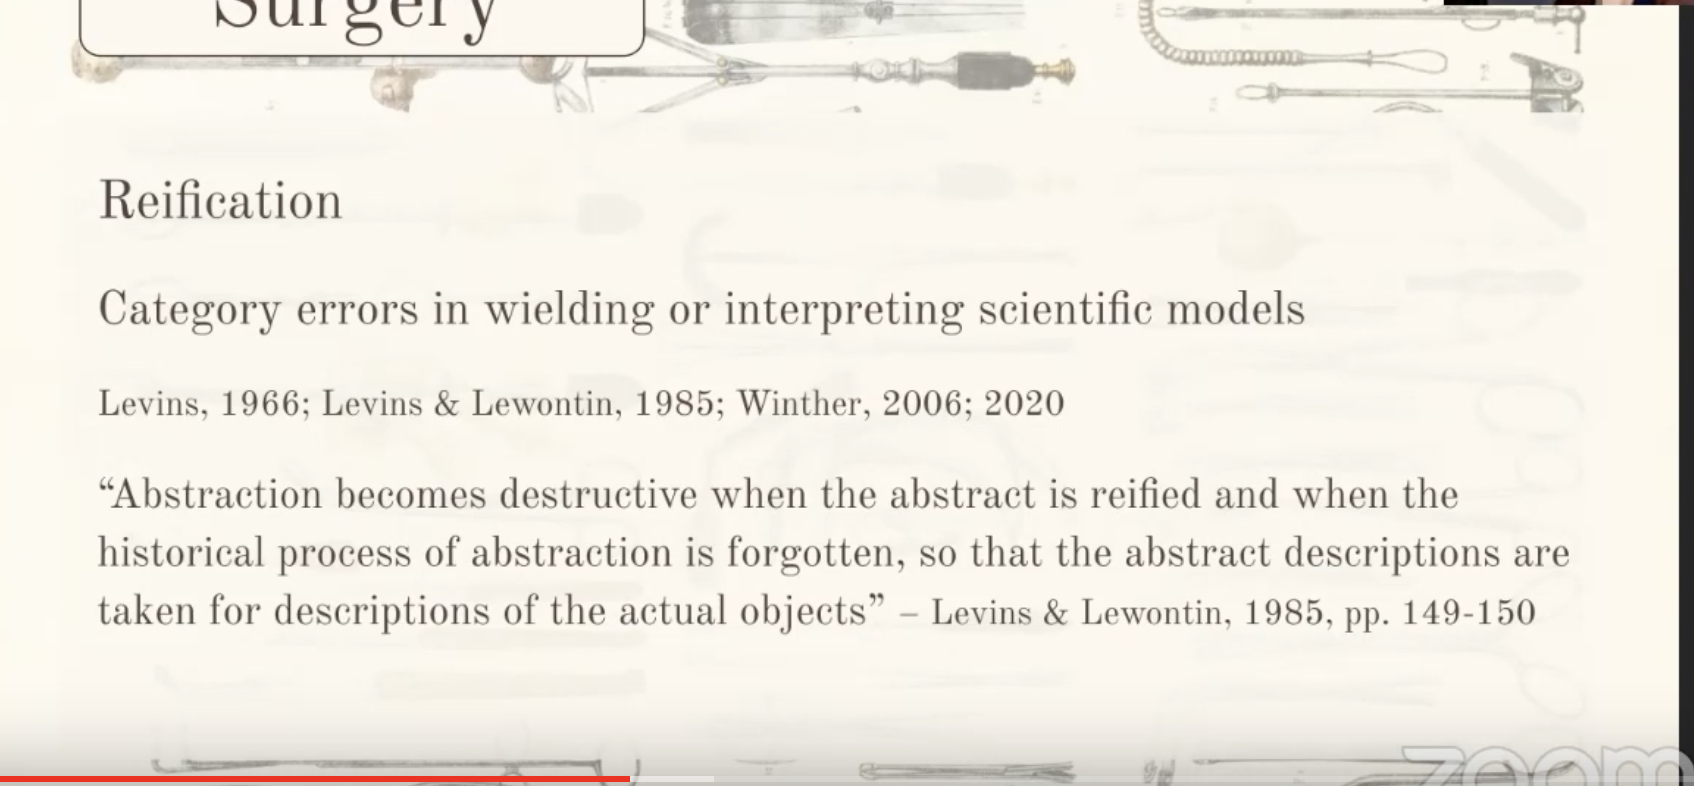 Surgery
Reification
Category errors in wielding or interpreting scientific models
Levins, 1966; Levins & Lewontin, 1985; Winther, 2006; 2020
“Abstraction becomes destructive when the abstract is reified and when the
historical process of abstraction is forgotten, so that the abstract descriptions are
taken for descriptions of the actual objects” – Levins & Lewontin, 1985, pp. 149-150
zoom